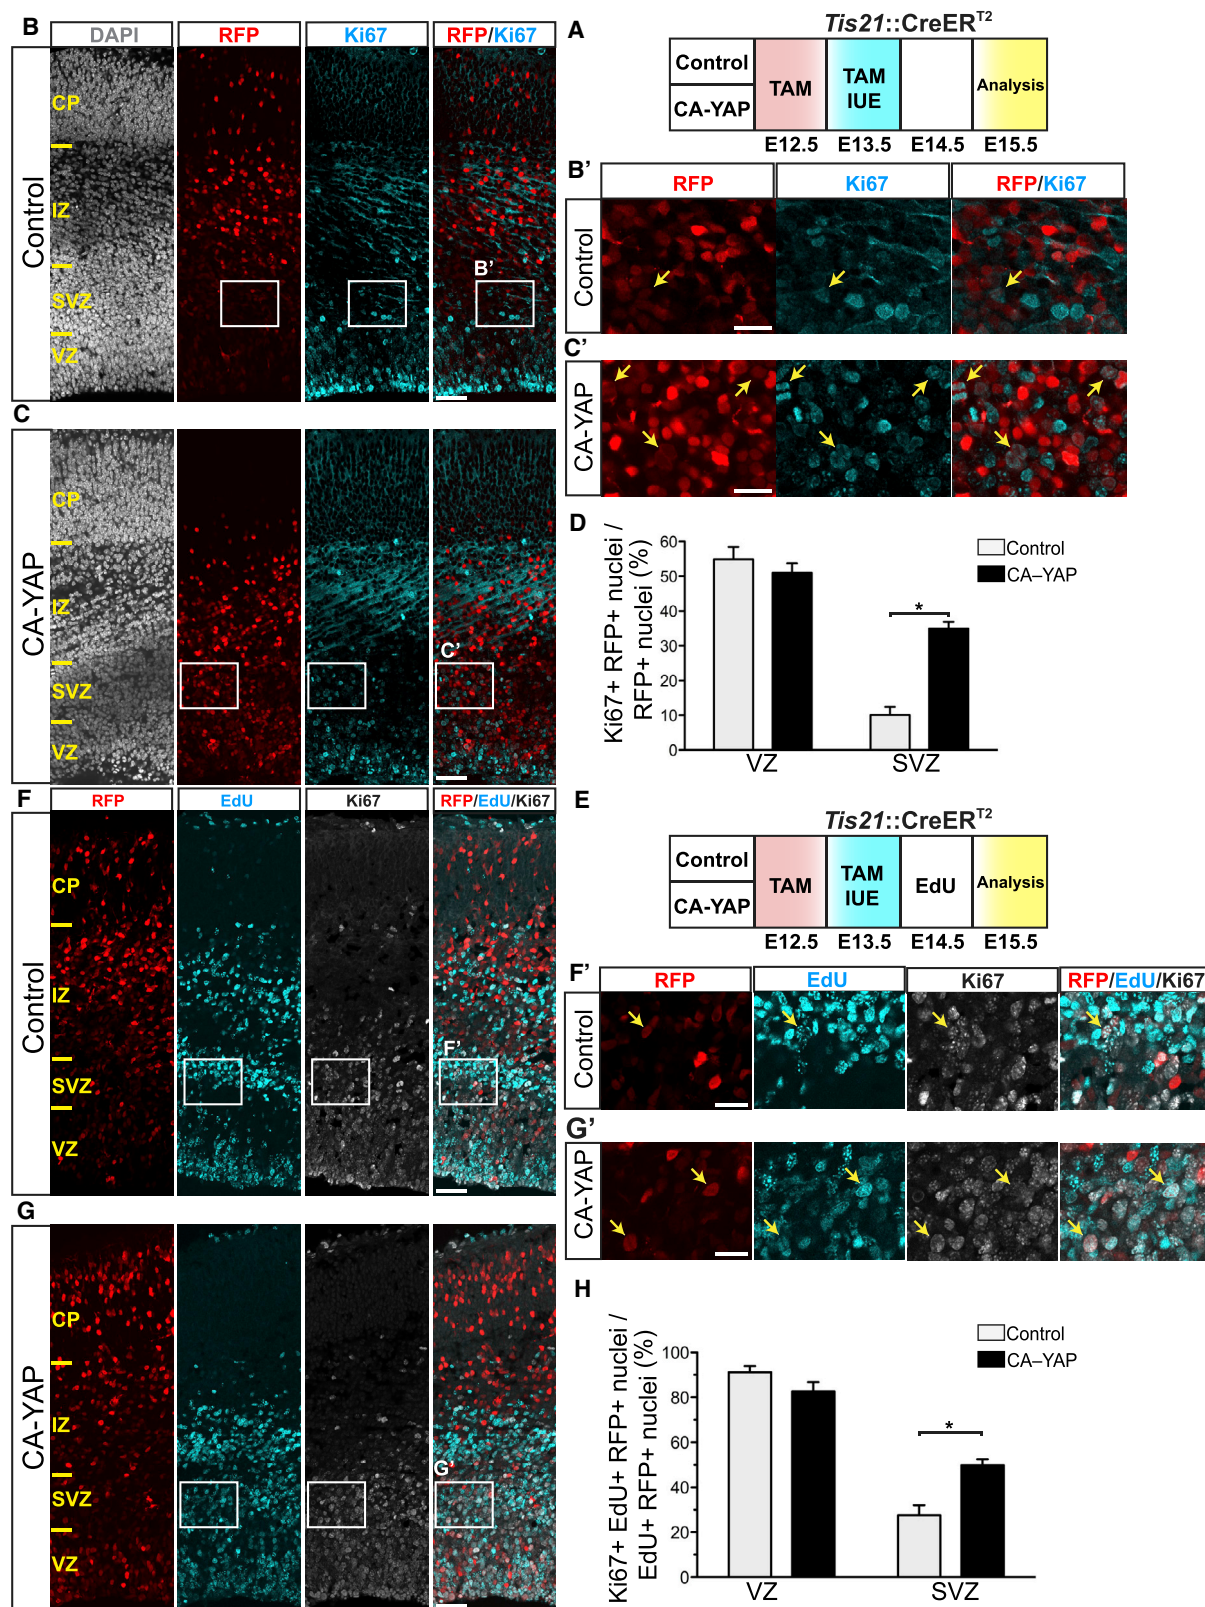 B
DAPI RFP Ki67 RFP/Ki67
Control
CP
IZ
SVZ
VZ
B’
C
CA-YAP
CP
IZ
SVZ
VZ
C’
A
Tis21::CreERT2
Control
CA-YAP
TAM
TAM
IUE
Analysis
E12.5 E13.5 E14.5 E15.5
B’
RFP Ki67 RFP/Ki67
Control
C’
CA-YAP
D
Ki67+ RFP+ nuclei /
RFP+ nuclei (%)
60
50
40
30
20
10
0
Control
CA–YAP
*
VZ SVZ
F
RFP EdU Ki67 RFP/EdU/Ki67
Control
CP
IZ
SVZ
VZ
F’
G
CA-YAP
CP
IZ
SVZ
VZ
G’
E
Tis21::CreERT2
Control
CA-YAP
TAM
TAM
IUE
EdU
Analysis
E12.5 E13.5 E14.5 E15.5
F’
RFP EdU Ki67 RFP/EdU/Ki67
Control
G’
CA-YAP
H
Ki67+ EdU+ RFP+ nuclei /
EdU+ RFP+ nuclei (%)
100
80
60
40
20
0
Control
CA–YAP
*
VZ SVZ